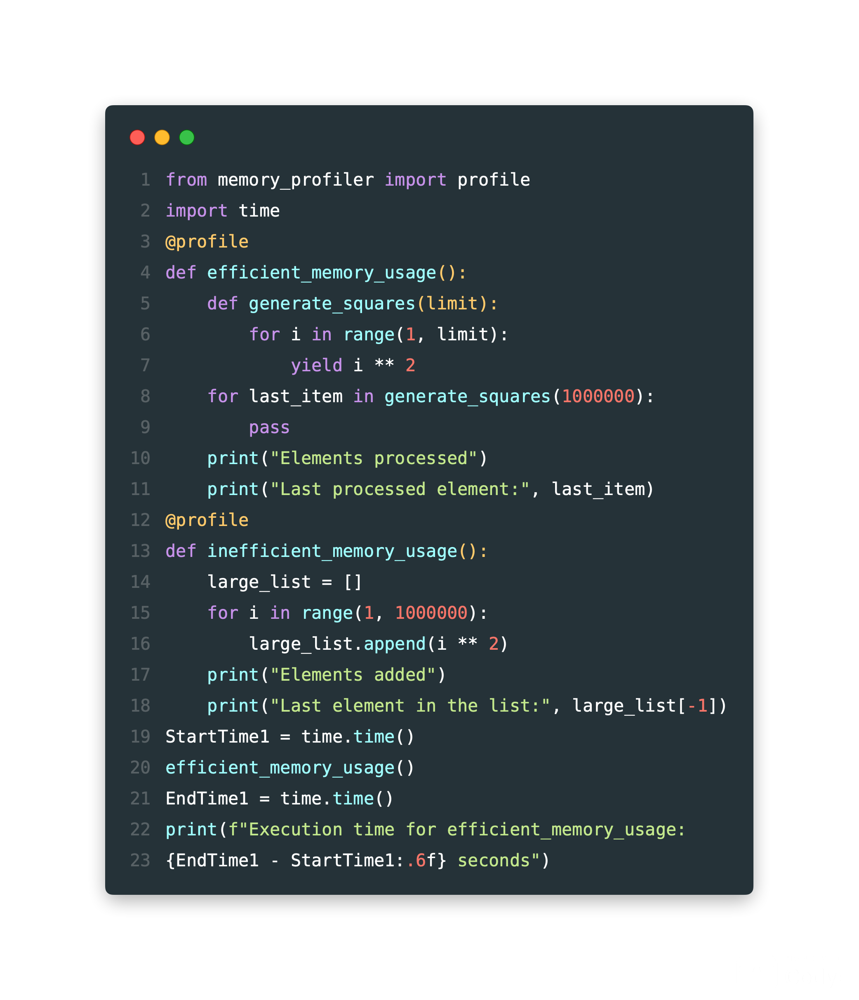 1 from memory_profiler import profile
2 import time
3 @profile
4 def efficient_memory_usage():
5     def generate_squares(limit):
6         for i in range(1, limit):
7             yield i ** 2
8     for last_item in generate_squares(1000000):
9         pass
10     print("Elements processed")
11     print("Last processed element:", last_item)
12 @profile
13 def inefficient_memory_usage():
14     large_list = []
15     for i in range(1, 1000000):
16         large_list.append(i ** 2)
17     print("Elements added")
18     print("Last element in the list:", large_list[-1])
19 StartTime1 = time.time()
20 efficient_memory_usage()
21 EndTime1 = time.time()
22 print(f"Execution time for efficient_memory_usage:
23 {EndTime1 - StartTime1:.6f} seconds")